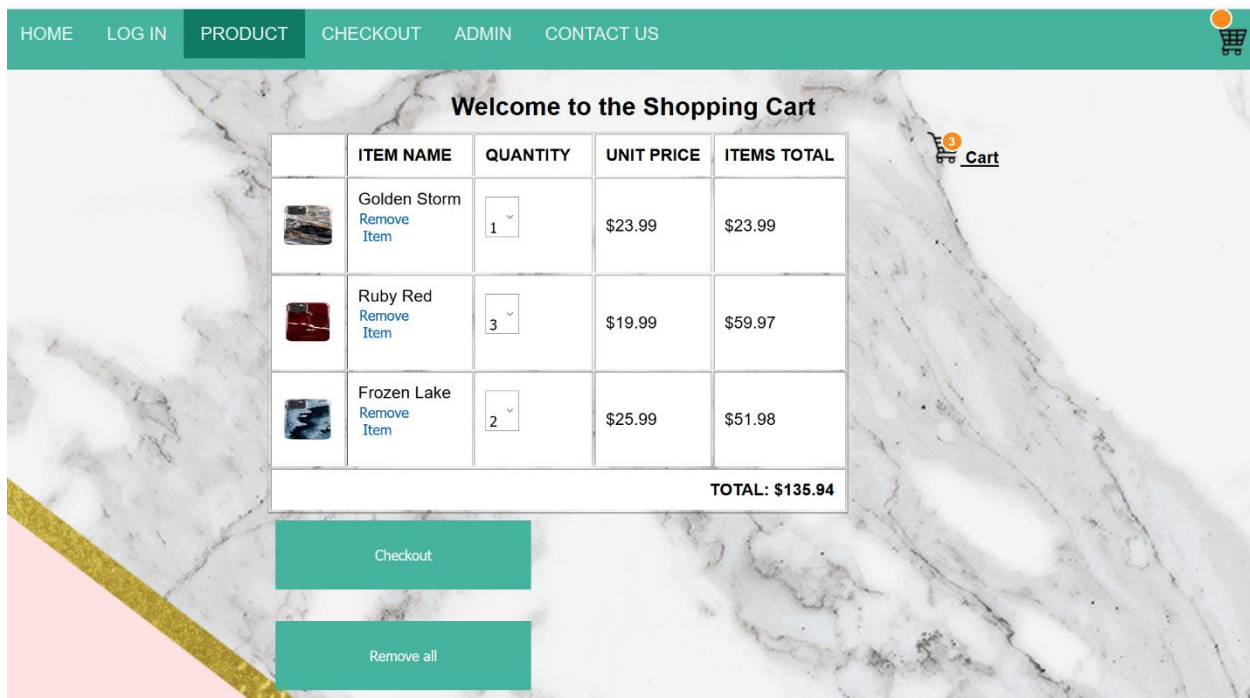 HOME LOG IN PRODUCT CHECKOUT ADMIN CONTACT US
Welcome to the Shopping Cart
3
Cart
ITEM NAME QUANTITY UNIT PRICE ITEMS TOTAL
Golden Storm
Remove
Item
1 $23.99 $23.99
Ruby Red
Remove
Item
3 $19.99 $59.97
Frozen Lake
Remove
Item
2 $25.99 $51.98
TOTAL: $135.94
Checkout
Remove all